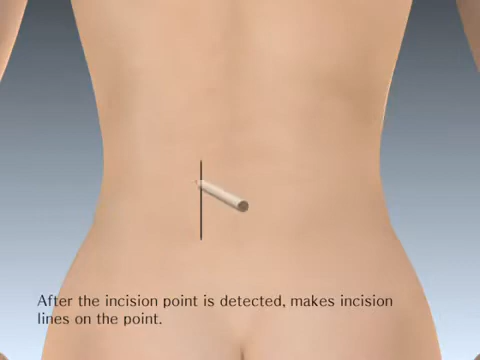 After the incision point is detected, makes incision
lines on the point.